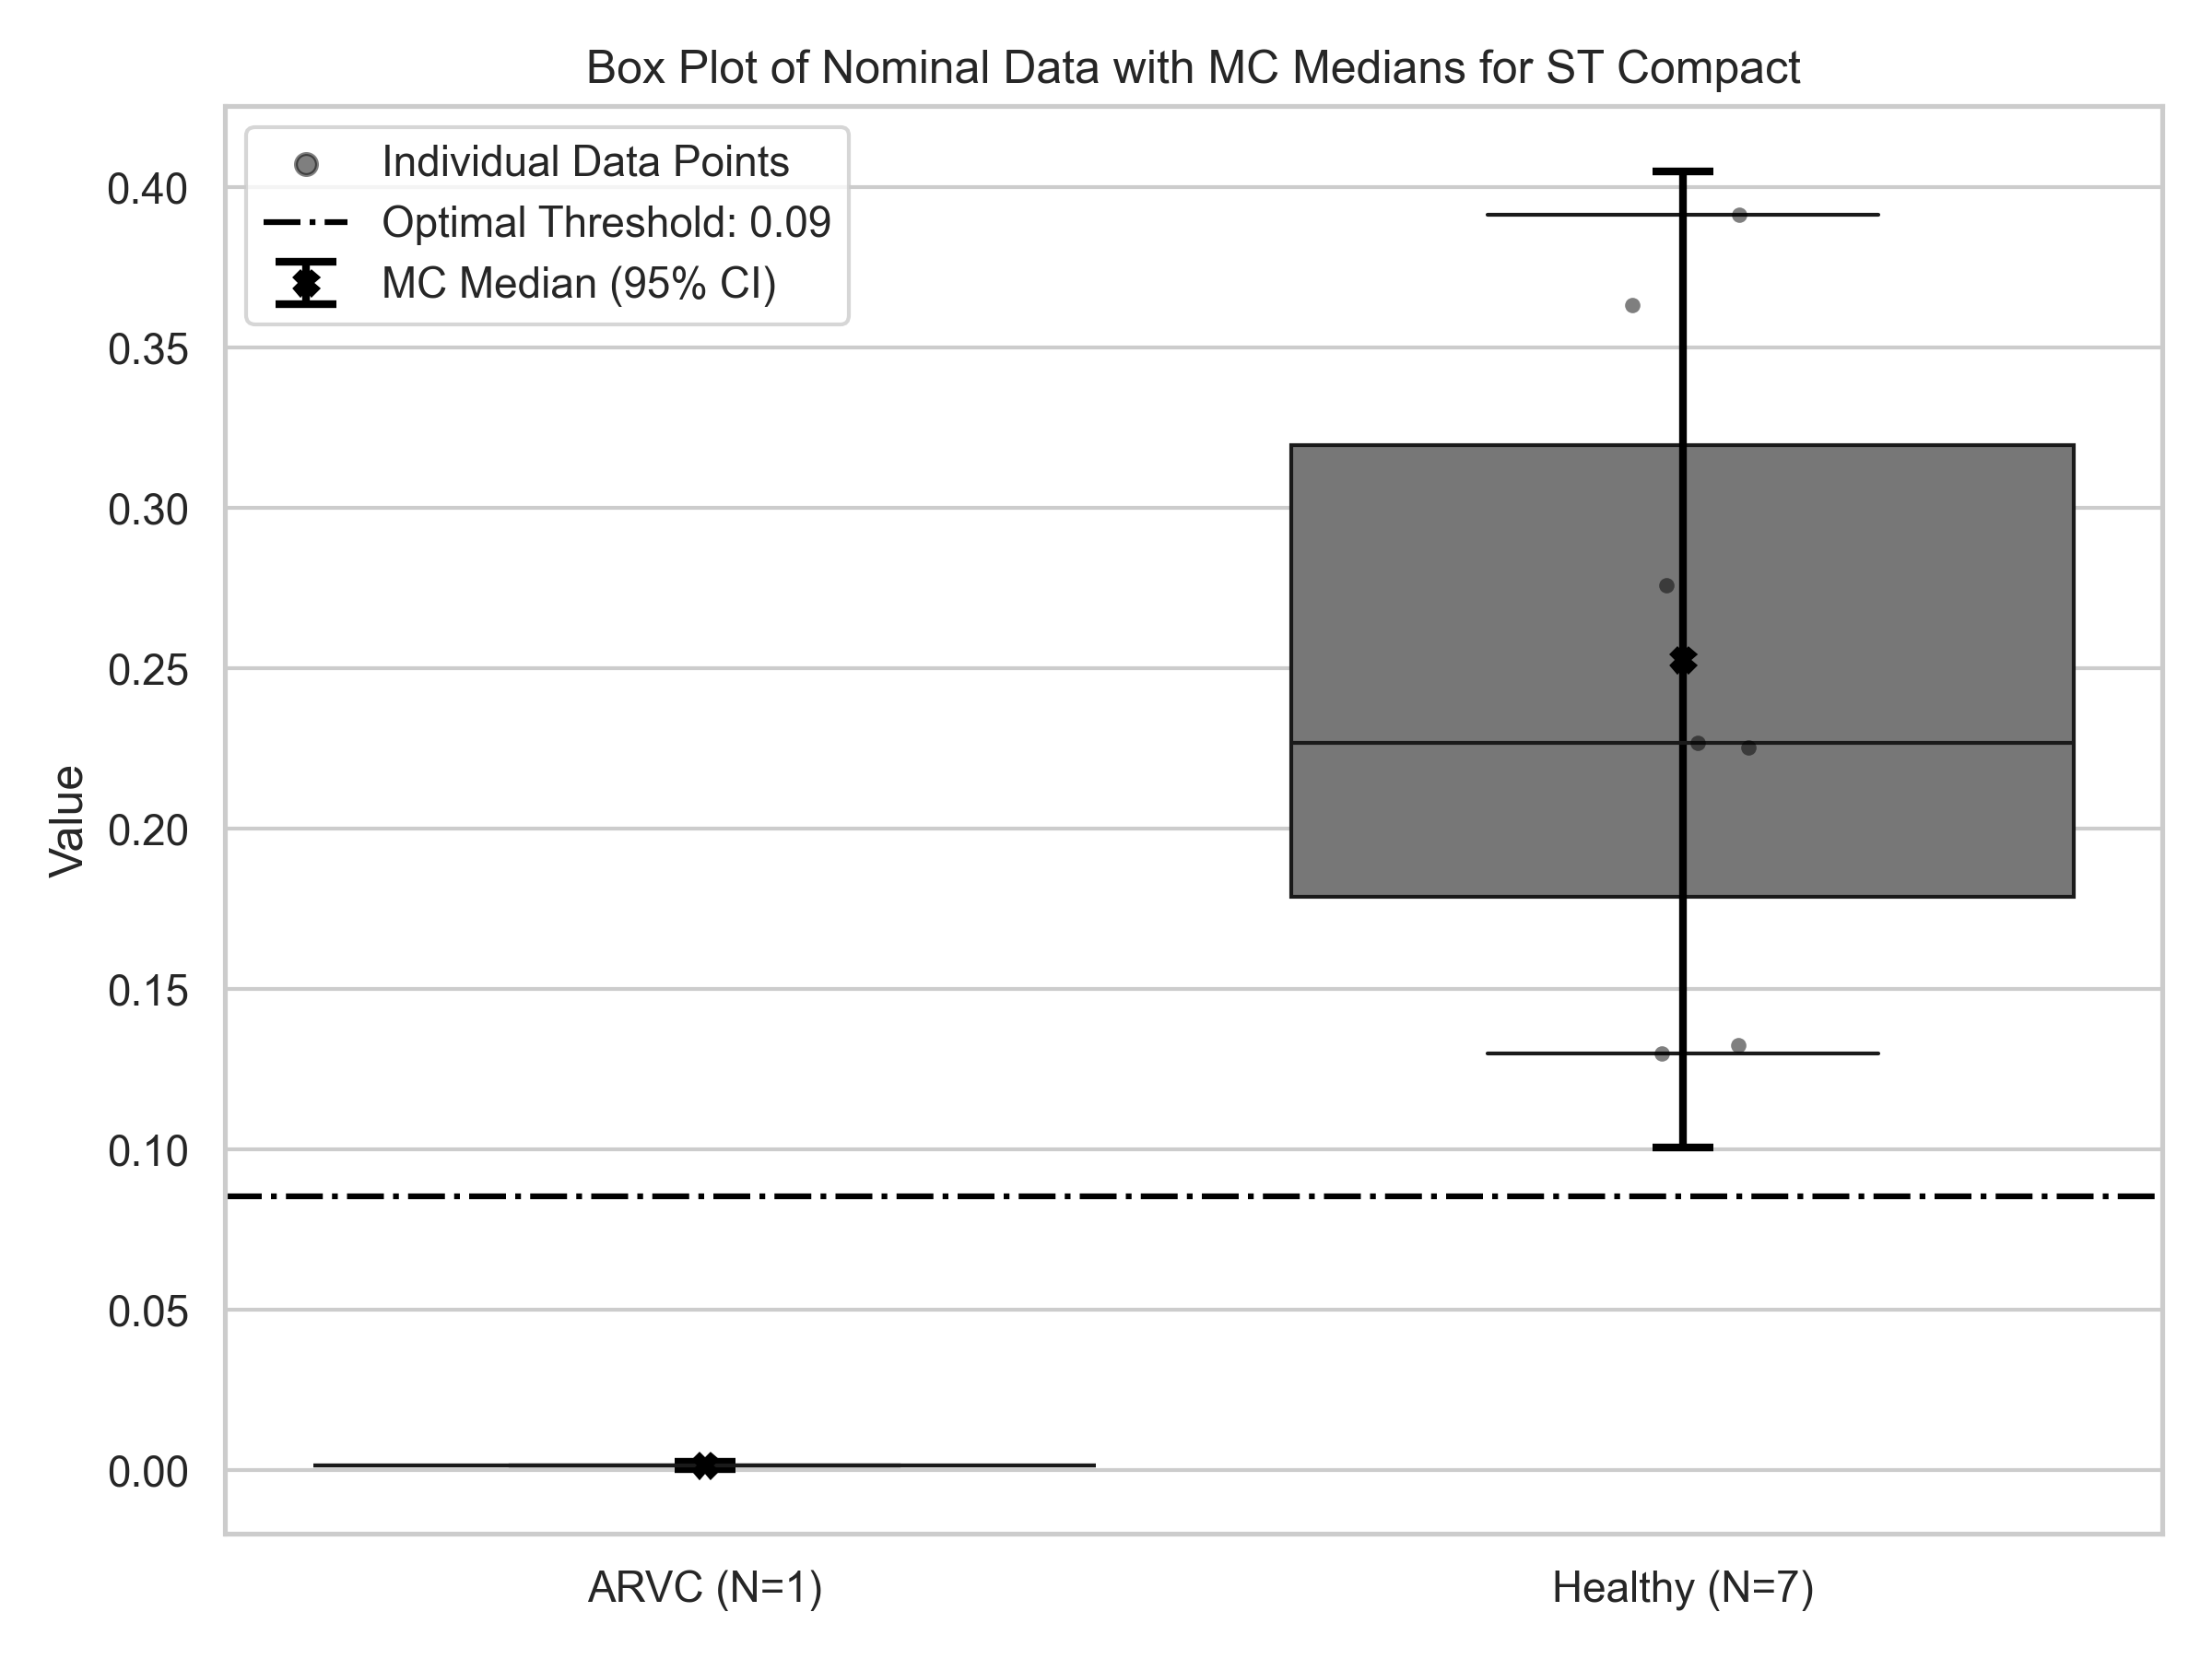 Box Plot of Nominal Data with MC Medians for ST Compact
Individual Data Points
Optimal Threshold: 0.09
MC Median (95% CI)
0.40
0.35
0.30
0.25
0.20
0.15
0.10
0.05
0.00
Value
ARVC (N=1)
Healthy (N=7)